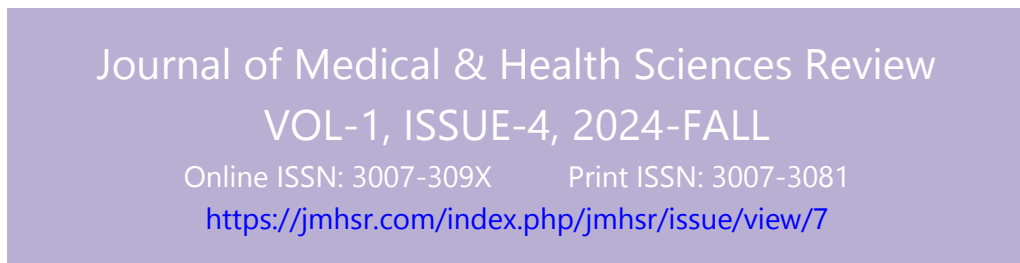 Journal of Medical & Health Sciences Review
VOL-1, ISSUE-4, 2024-FALL
Online ISSN: 3007-309X Print ISSN: 3007-3081
https://jmhsr.com/index.php/jmhsr/issue/view/7